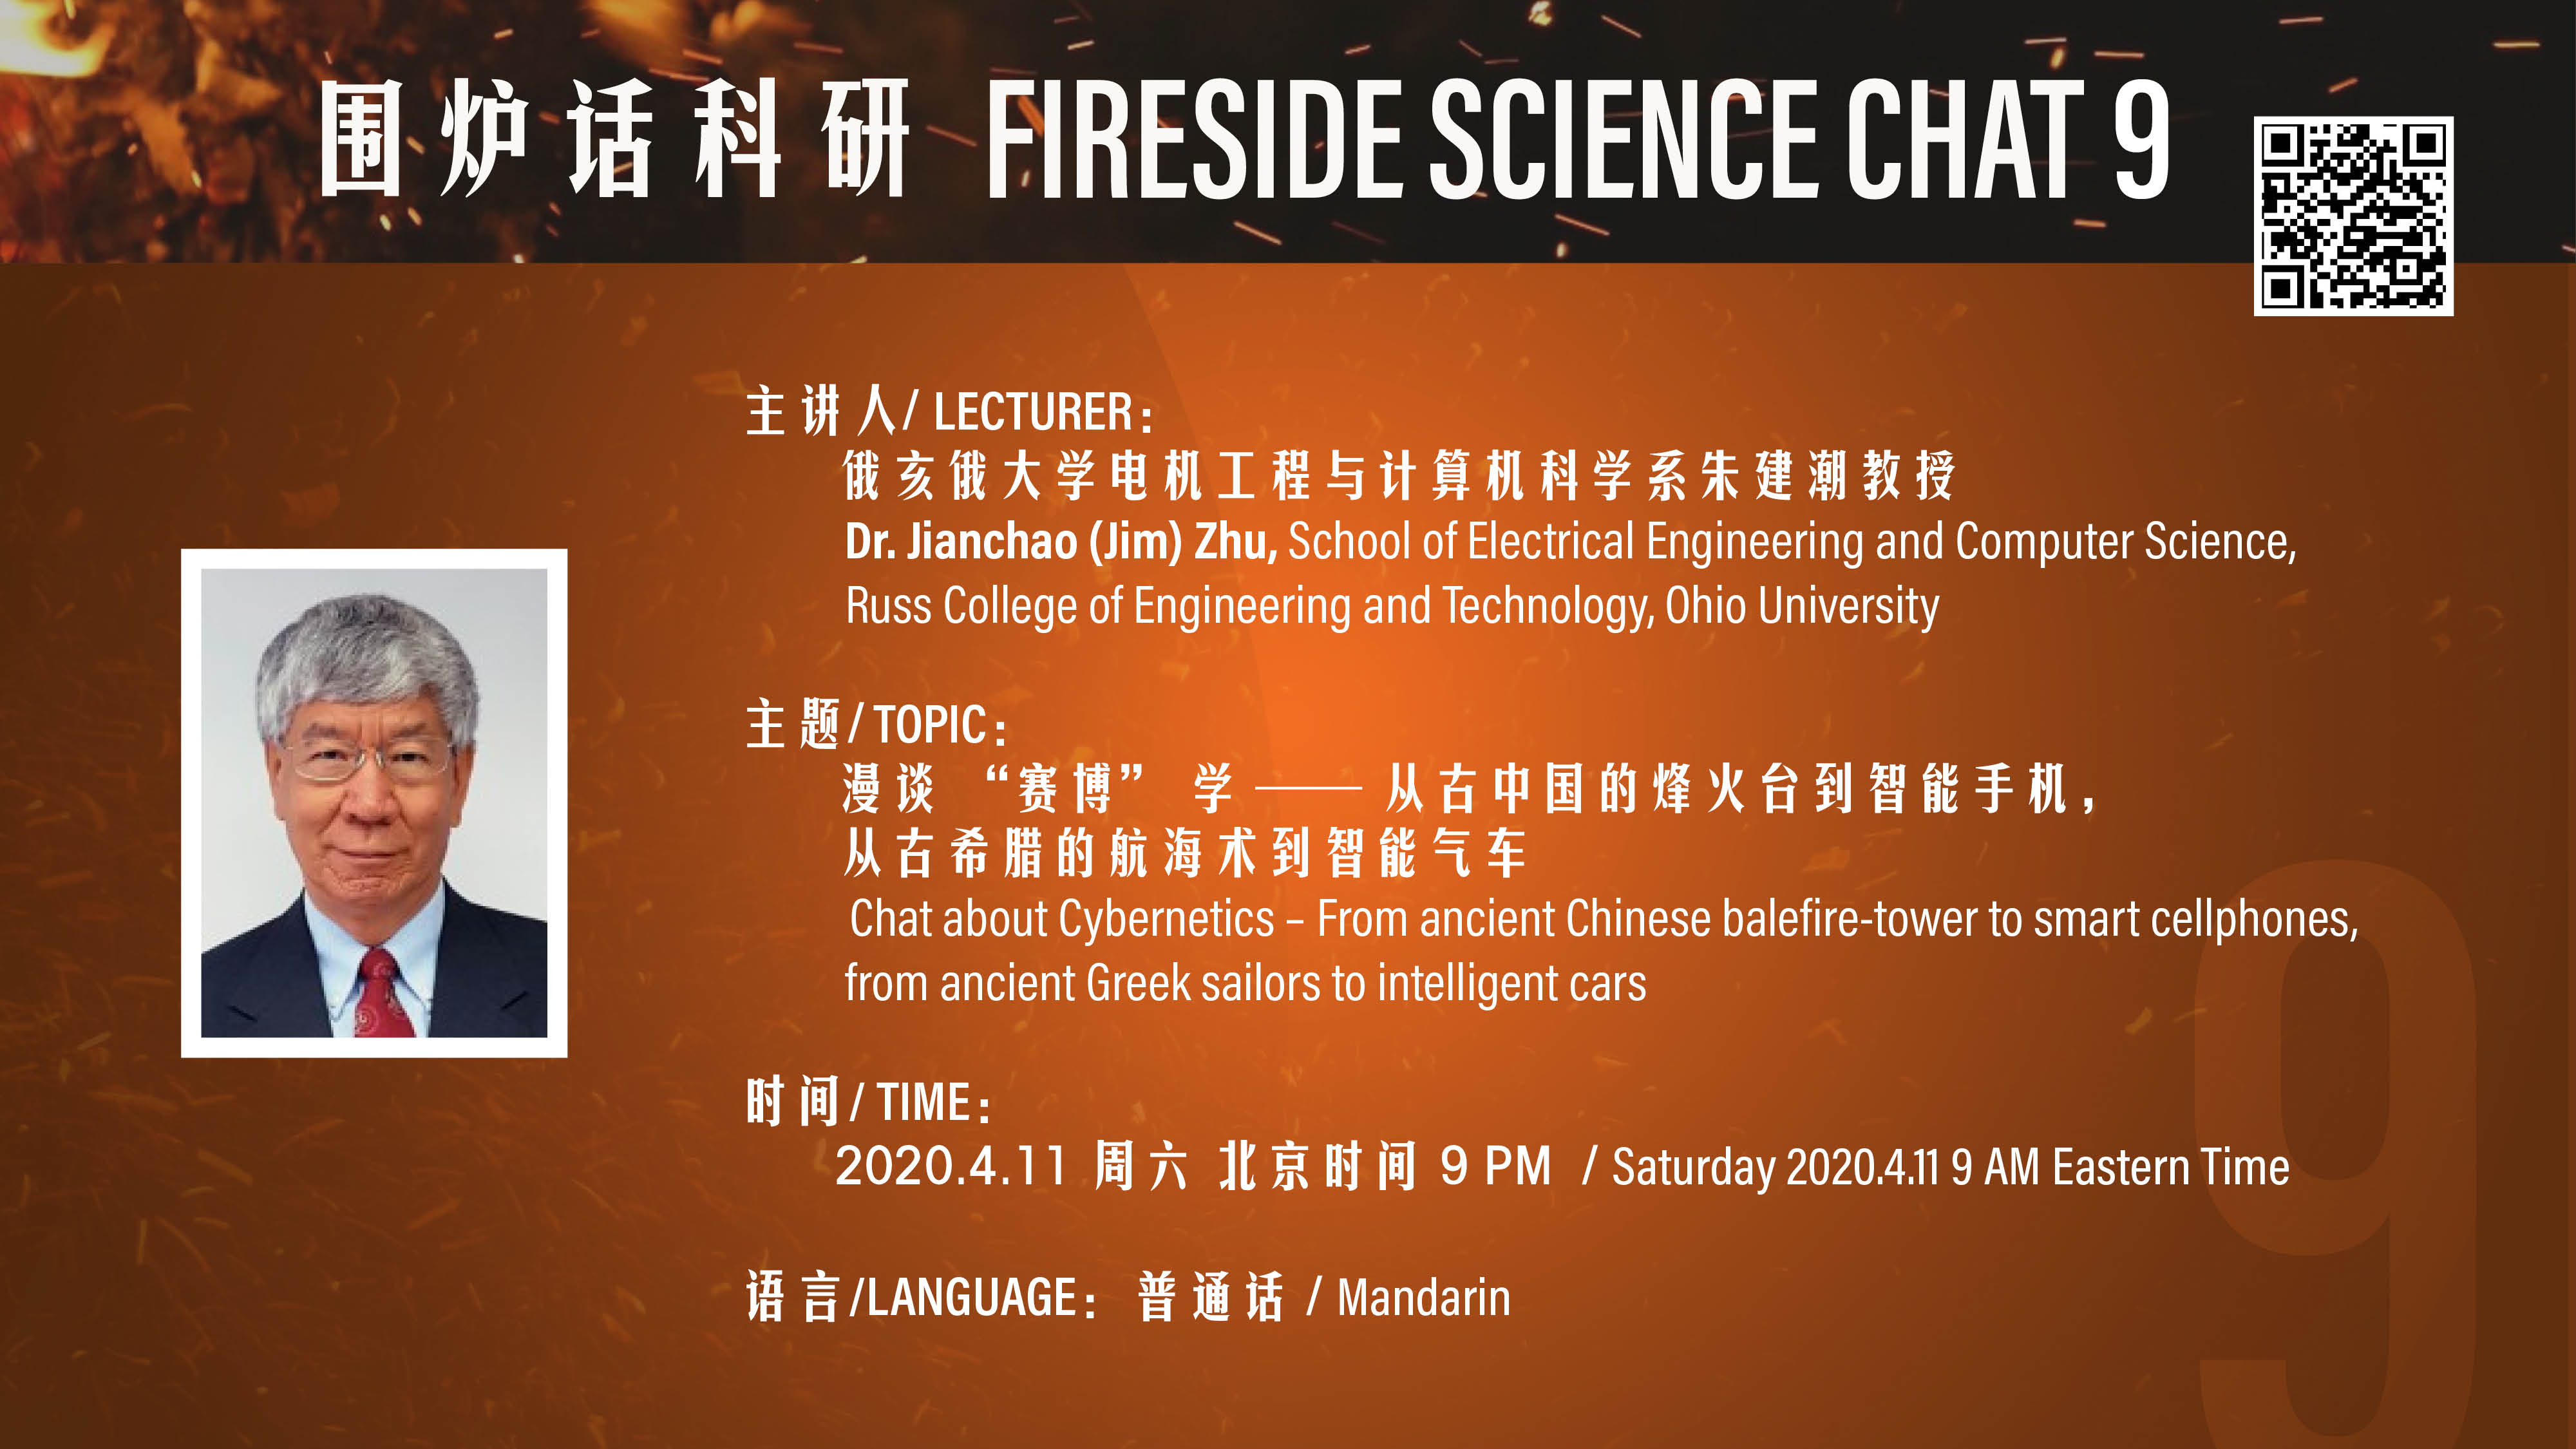 围炉话科研 FIRESIDE SCIENCE CHAT 9
主讲人/ LECTURER：
俄亥俄大学电机工程与计算机科学系朱建潮教授
Dr. Jianchao (Jim) Zhu, School of Electrical Engineering and Computer Science,
Russ College of Engineering and Technology, Ohio University
主题/ TOPIC：
漫谈 “赛博” 学 —— 从古中国的烽火台到智能手机，
从古希腊的航海术到智能气车
Chat about Cybernetics – From ancient Chinese balefire-tower to smart cellphones,
from ancient Greek sailors to intelligent cars
时间/ TIME：
2020.4.11 周六 北京时间 9 PM / Saturday 2020.4.11 9 AM Eastern Time
语言/LANGUAGE： 普通话 / Mandarin
9